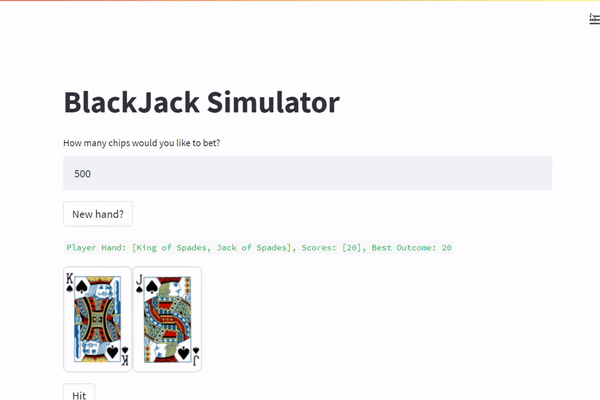 BlackJack Simulator
How many chips would you like to bet?
500
New hand?
Player Hand: [King of Spades, Jack of Spades], Scores: [20], Best Outcome: 20
K J
K J
Hit